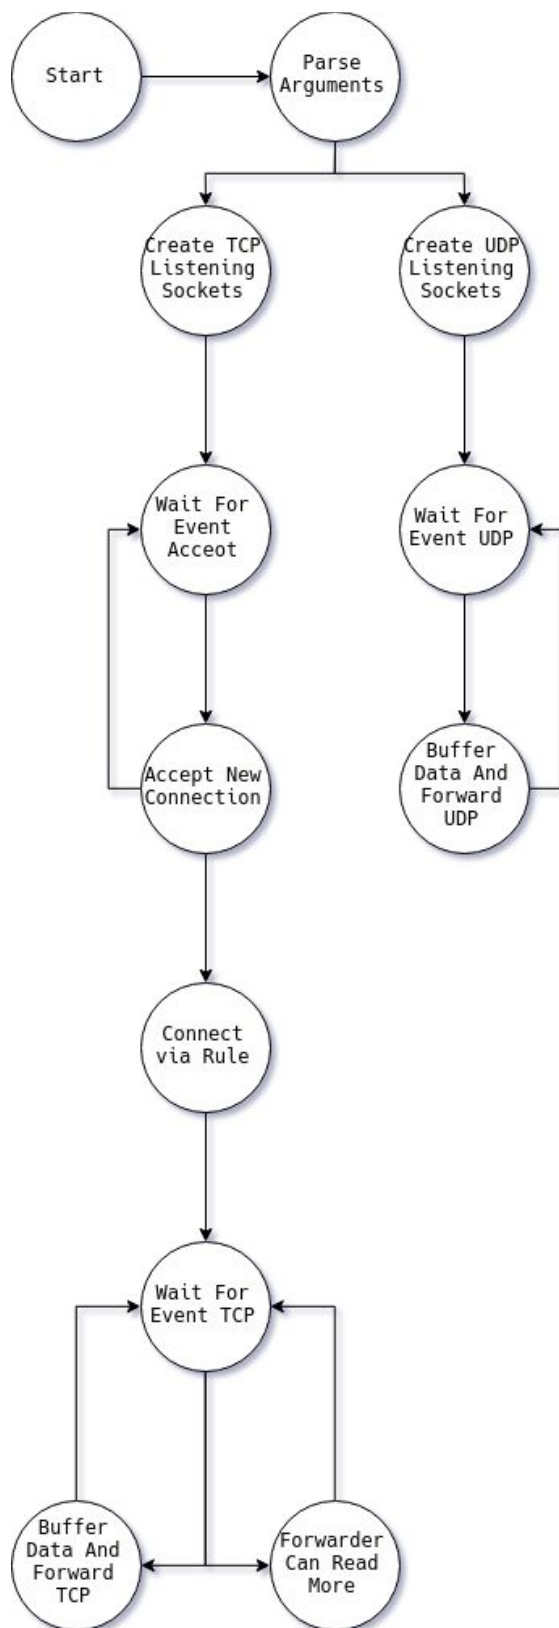 Start
Parse
Arguments
Create TCP
Listening
Sockets
Create UDP
Listening
Sockets
Wait For
Event
Acceot
Wait For
Event UDP
Accept New
Connection
Buffer
Data And
Forward
UDP
Connect
via Rule
Wait For
Event TCP
Buffer
Data And
Forward
TCP
Forwarder
Can Read
More